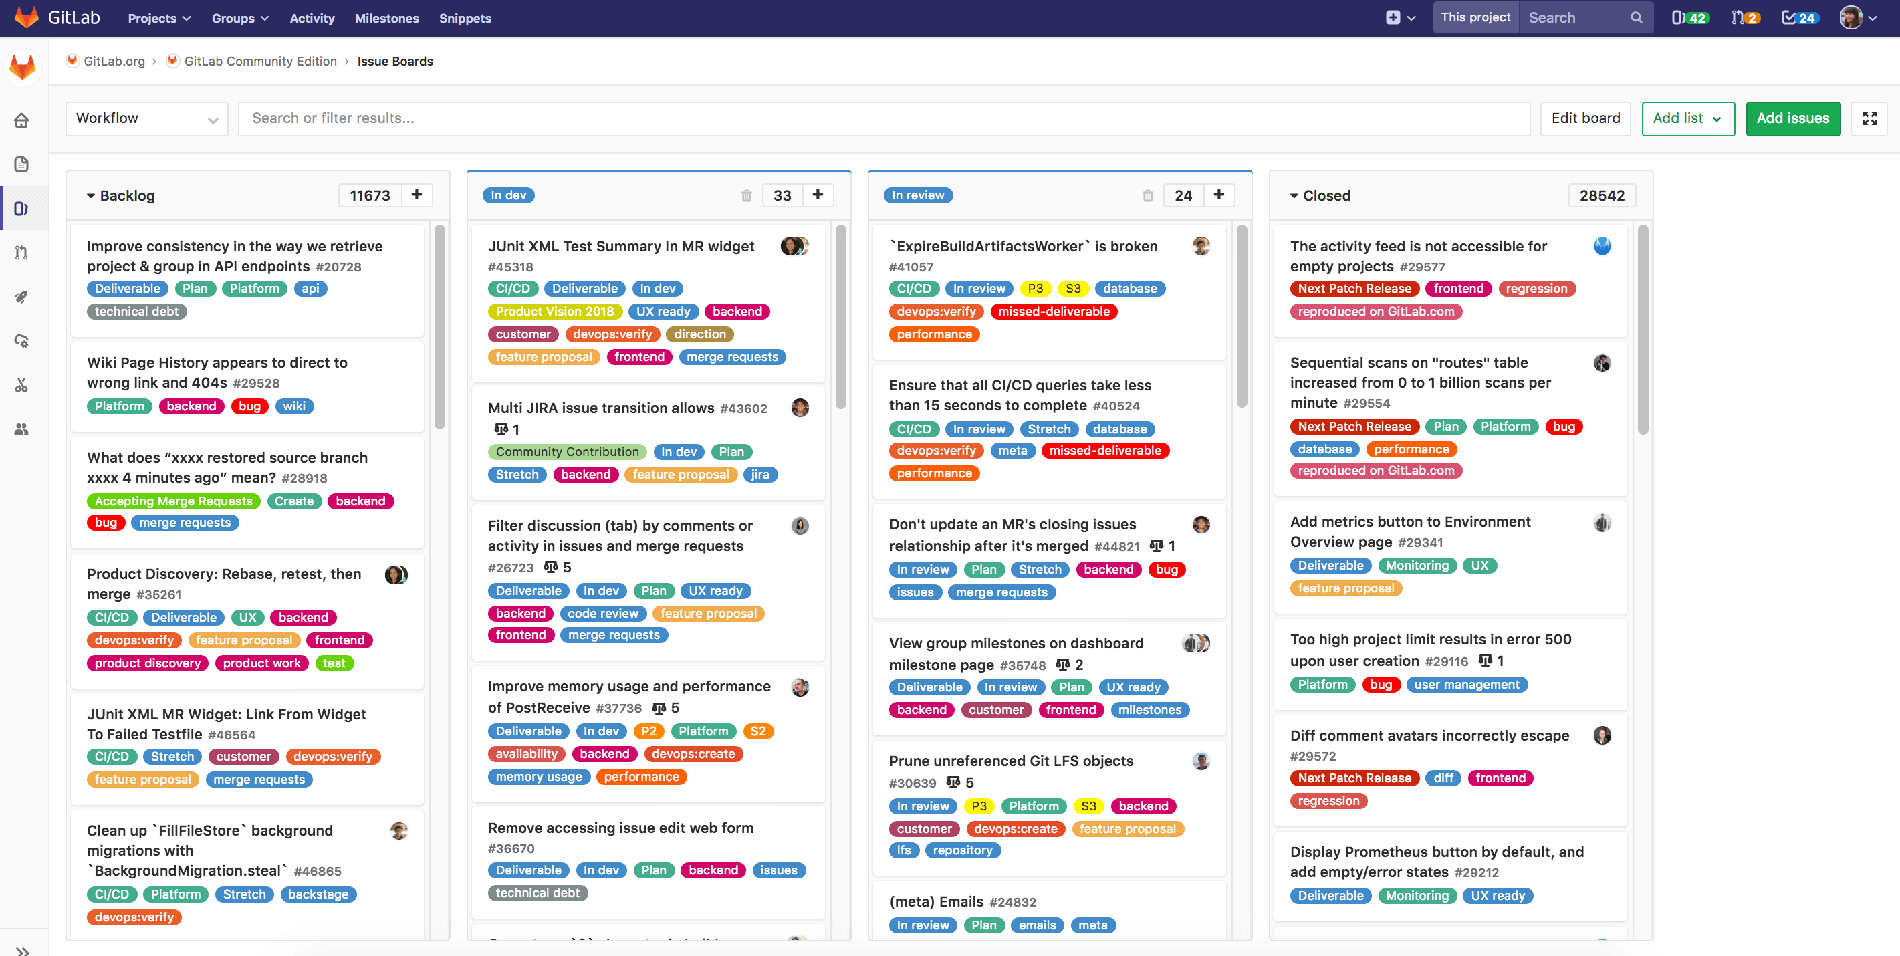 GitLab Projects Groups Activity Milestones Snippets This project Search 42 2 24
GitLab.org › GitLab Community Edition › Issue Boards
Workflow Search or filter results... Edit board Add list Add issues
Backlog 11673 +
Improve consistency in the way we retrieve
project & group in API endpoints #20728
Deliverable Plan Platform api
technical debt
Wiki Page History appears to direct to
wrong link and 404s #29528
Platform backend bug wiki
What does “xxxx restored source branch
xxxx 4 minutes ago” mean? #28918
Accepting Merge Requests Create backend
bug merge requests
Product Discovery: Rebase, retest, then
merge #35261
CI/CD Deliverable UX backend
devops:verify feature proposal frontend
product discovery product work test
JUnit XML MR Widget: Link From Widget
To Failed Testfile #46564
CI/CD Stretch customer devops:verify
feature proposal merge requests
Clean up `FillFileStore` background
migrations with
`BackgroundMigration.steal` #46865
CI/CD Platform Stretch backstage
devops:verify
In dev 33 +
JUnit XML Test Summary In MR widget
#45318
CI/CD Deliverable In dev
Product Vision 2018 UX ready backend
customer devops:verify direction
feature proposal frontend merge requests
Multi JIRA issue transition allows #43602
1
Community Contribution In dev Plan
Stretch backend feature proposal jira
Filter discussion (tab) by comments or
activity in issues and merge requests
#26723 5
Deliverable In dev Plan UX ready
backend code review feature proposal
frontend merge requests
Improve memory usage and performance
of PostReceive #37736 5
Deliverable In dev P2 Platform S2
availability backend devops:create
memory usage performance
Remove accessing issue edit web form
#36670
Deliverable In dev Plan backend issues
technical debt
In review 24 +
`ExpireBuildArtifactsWorker` is broken
#41057
CI/CD In review P3 S3 database
devops:verify missed-deliverable
performance
Ensure that all CI/CD queries take less
than 15 seconds to complete #40524
CI/CD In review Stretch database
devops:verify meta missed-deliverable
performance
Don't update an MR's closing issues
relationship after it's merged #44821 1
In review Plan Stretch backend bug
issues merge requests
View group milestones on dashboard
milestone page #35748 2
Deliverable In review Plan UX ready
backend customer frontend milestones
Prune unreferenced Git LFS objects
#30639 5
In review P3 Platform S3 backend
customer devops:create feature proposal
lfs repository
(meta) Emails #24832
In review Plan emails meta
Closed 28542
The activity feed is not accessible for
empty projects #29577
Next Patch Release frontend regression
reproduced on GitLab.com
Sequential scans on "routes" table
increased from 0 to 1 billion scans per
minute #29554
Next Patch Release Plan Platform bug
database performance
reproduced on GitLab.com
Add metrics button to Environment
Overview page #29341
Deliverable Monitoring UX
feature proposal
Too high project limit results in error 500
upon user creation #29116 1
Platform bug user management
Diff comment avatars incorrectly escape
#29572
Next Patch Release diff frontend
regression
Display Prometheus button by default, and
add empty/error states #29212
Deliverable Monitoring UX ready